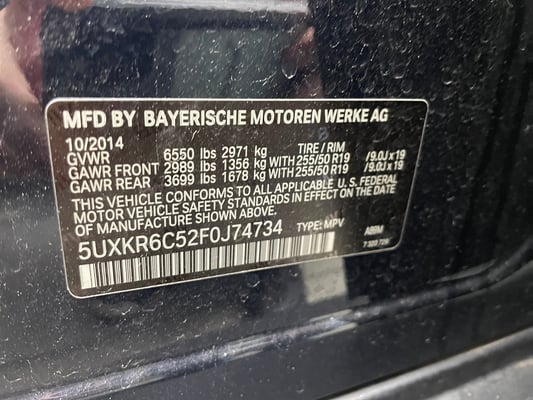 MFD BY BAYERISCHE MOTOREN WERKE AG
10/2014 TIRE / RIM
GVWR 6550 lbs 2971 kg
GAWR FRONT 2989 lbs 1356 kg WITH 255/50 R19 / 9.0J x 19
GAWR REAR 3699 lbs 1678 kg WITH 255/50 R19 / 9.0J x 19
THIS VEHICLE CONFORMS TO ALL APPLICABLE U. S. FEDERAL
MOTOR VEHICLE SAFETY STANDARDS IN EFFECT ON THE DATE
OF MANUFACTURE SHOWN ABOVE.
5UXKR6C52F0J74734 TYPE: MPV